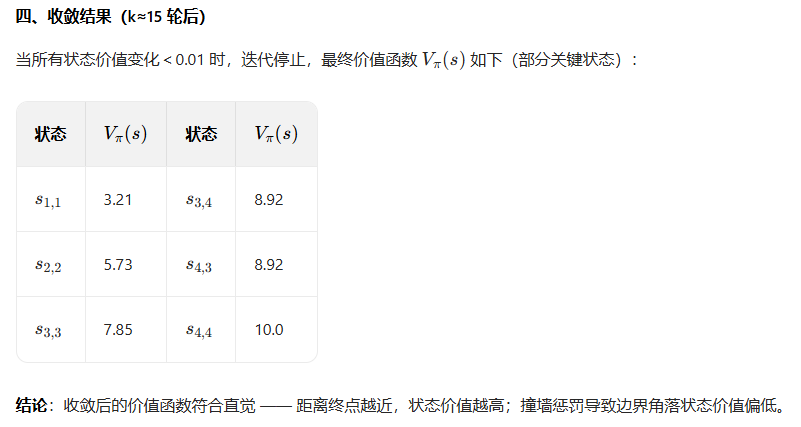 四、收敛结果（k≈15 轮后）
当所有状态价值变化 < 0.01 时，迭代停止，最终价值函数 Vπ(s) 如下（部分关键状态）：
状态 Vπ(s) 状态 Vπ(s)
s1,1 3.21 s3,4 8.92
s2,2 5.73 s4,3 8.92
s3,3 7.85 s4,4 10.0
结论：收敛后的价值函数符合直觉 —— 距离终点越近，状态价值越高；撞墙惩罚导致边界角落状态价值偏低。